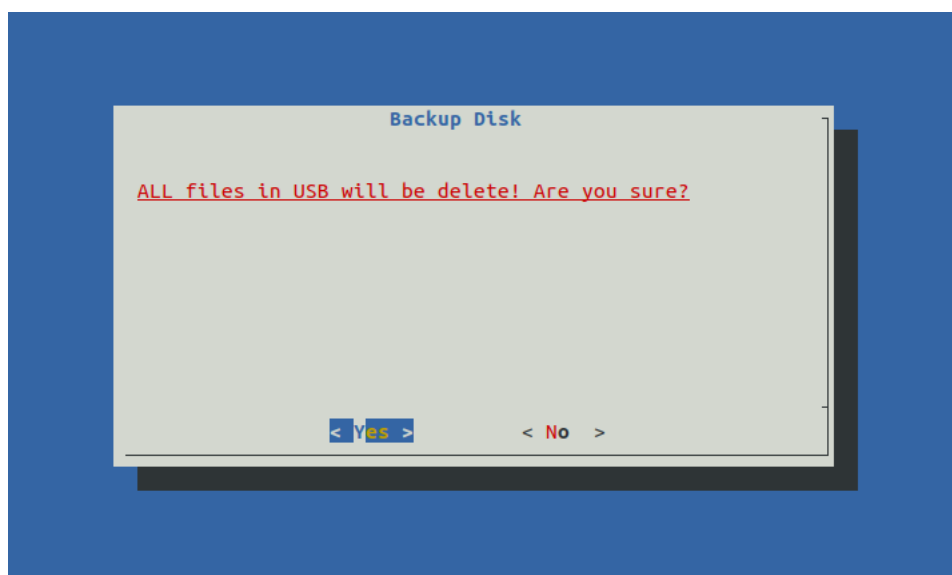 Backup Disk
ALL files in USB will be delete! Are you sure?
< Yes > < No >